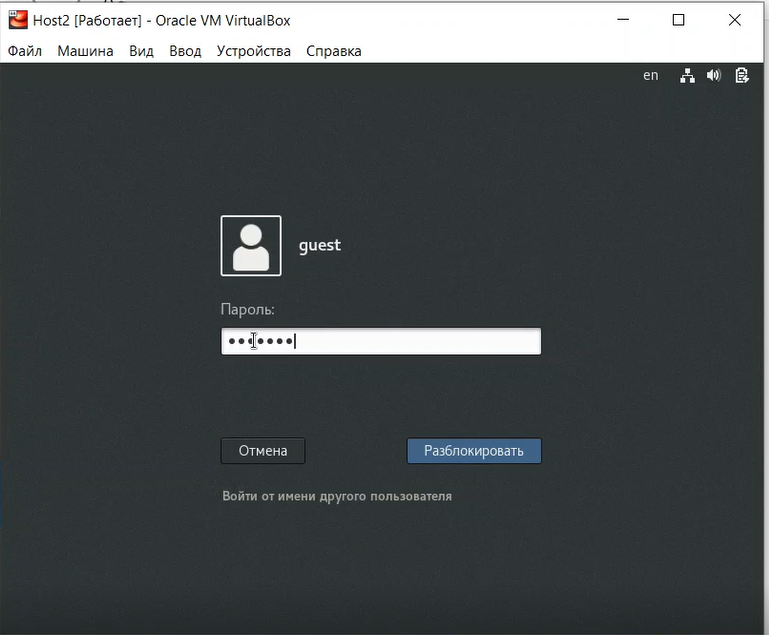 Host2 [Работает] - Oracle VM VirtualBox
Файл Машина Вид Ввод Устройства Справка
en
guest
Пароль:
Отмена Разблокировать
Войти от имени другого пользователя